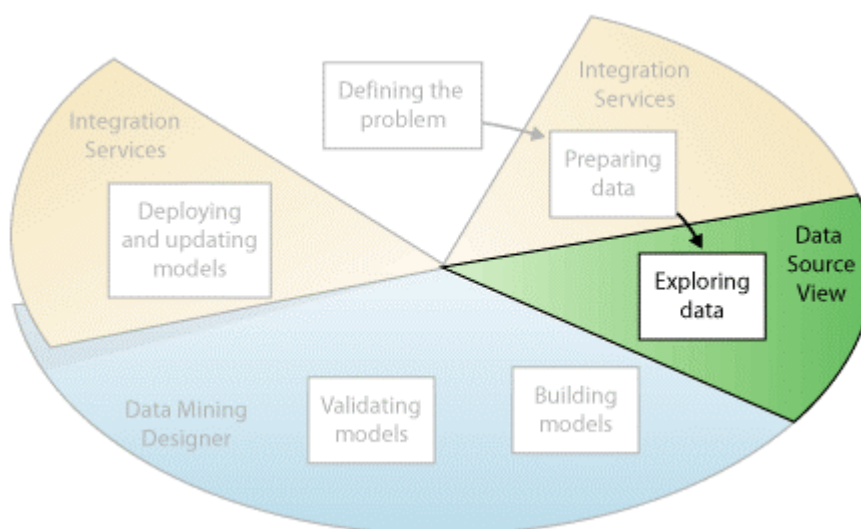 Defining the
problem
Integration
Services
Preparing
data
Data
Source
View
Exploring
data
Building
models
Validating
models
Data Mining
Designer
Integration
Services
Deploying
and updating
models